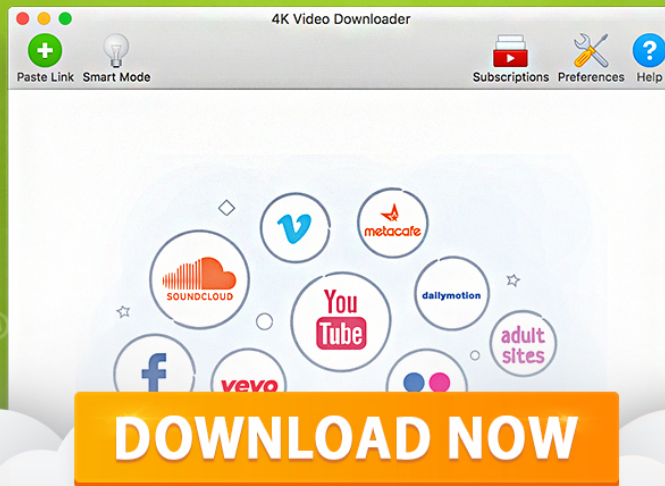 4K Video Downloader
Paste Link
Smart Mode
Subscriptions
Preferences
?
Help
metacafe
SOUNDCLOUD
You
Tube
dailymotion
adult
sites
f
vevo
DOWNLOAD NOW